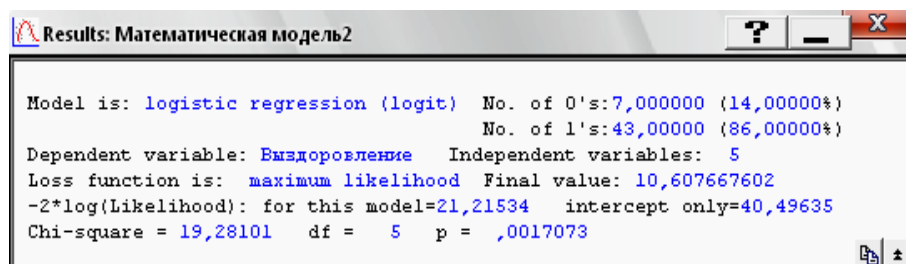 Results: Математическая модель2
?
X
Model is: logistic regression (logit) No. of 0's:7,000000 (14,00000%)
No. of 1's:43,00000 (86,00000%)
Dependent variable: Выздоровление Independent variables: 5
Loss function is: maximum likelihood Final value: 10,607667602
-2*log(Likelihood): for this model=21,21534 intercept only=40,49635
Chi-square = 19,28101 df = 5 p = ,0017073